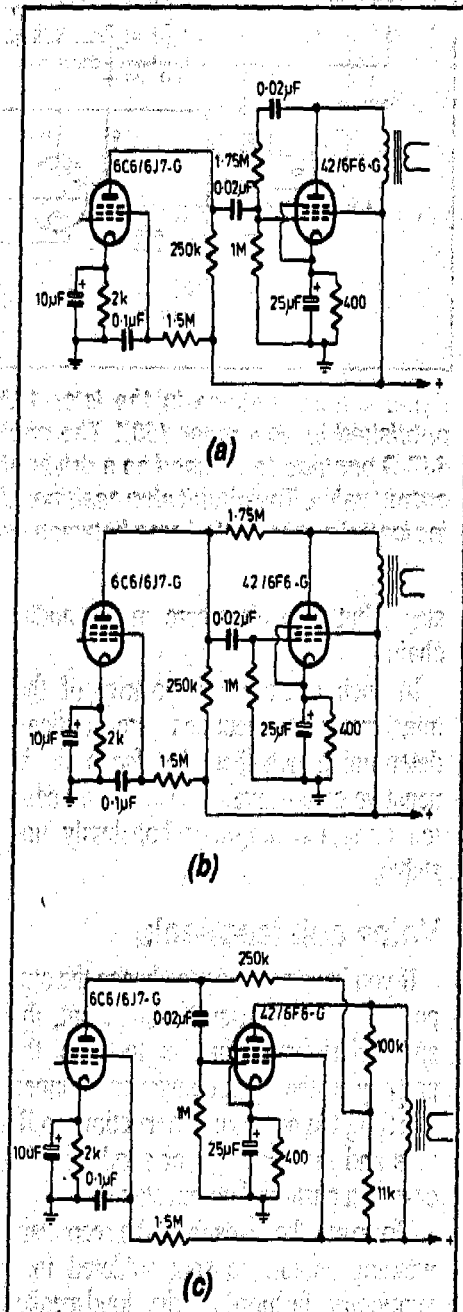 0·02µF
6C6/6J7-G
42/6F6-G
1·75M
0·02µF
250k
1M
10µF
2k
0·1µF
1·5M
25µF
400
+
(a)
1·75M
6C6/6J7-G
42/6F6-G
0·02µF
250k
1M
10µF
2k
0·1µF
1·5M
25µF
400
+
(b)
250k
6C6/6J7-G
0·02µF
42/6F6-G
100k
1M
10µF
2k
0·1µF
25µF
400
11k
1·5M
+
(c)